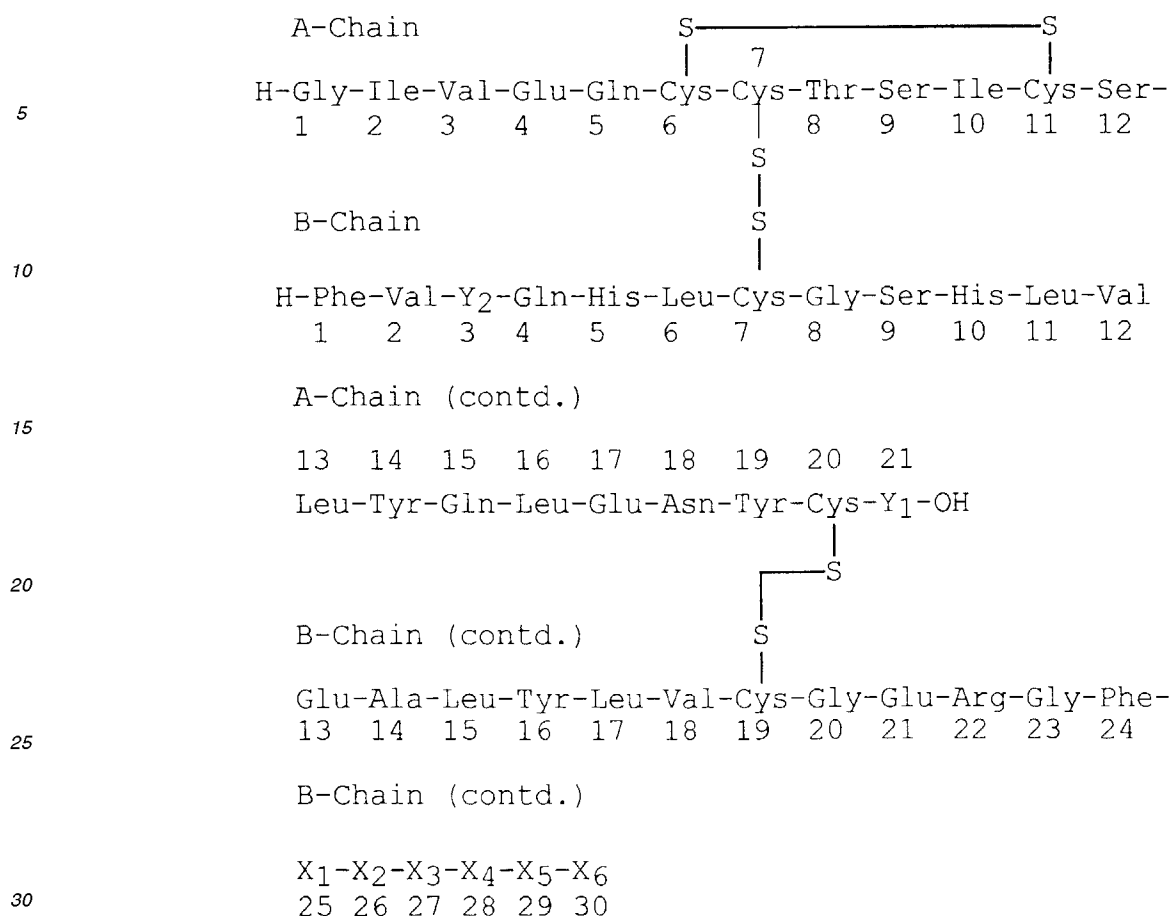 A-Chain S S
7
H-Gly-Ile-Val-Glu-Gln-Cys-Cys-Thr-Ser-Ile-Cys-Ser-
5
1 2 3 4 5 6 8 9 10 11 12
S
B-Chain S
10
H-Phe-Val-Y2-Gln-His-Leu-Cys-Gly-Ser-His-Leu-Val
1 2 3 4 5 6 7 8 9 10 11 12
A-Chain (contd.)
15
13 14 15 16 17 18 19 20 21
Leu-Tyr-Gln-Leu-Glu-Asn-Tyr-Cys-Y1-OH
S
20
B-Chain (contd.) S
Glu-Ala-Leu-Tyr-Leu-Val-Cys-Gly-Glu-Arg-Gly-Phe-
13 14 15 16 17 18 19 20 21 22 23 24
25
B-Chain (contd.)
X1-X2-X3-X4-X5-X6
25 26 27 28 29 30
30